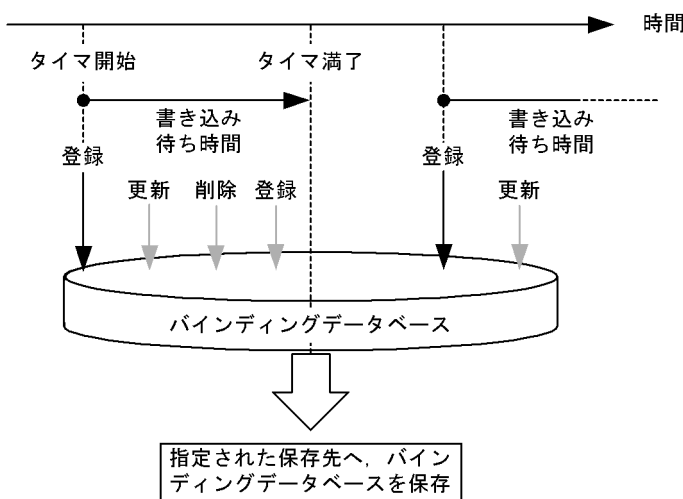 時間
タイマ開始
タイマ満了
書き込み
待ち時間
書き込み
待ち時間
登録
登録
更新
削除
登録
更新
バインディングデータベース
指定された保存先へ，バイン
ディングデータベースを保存